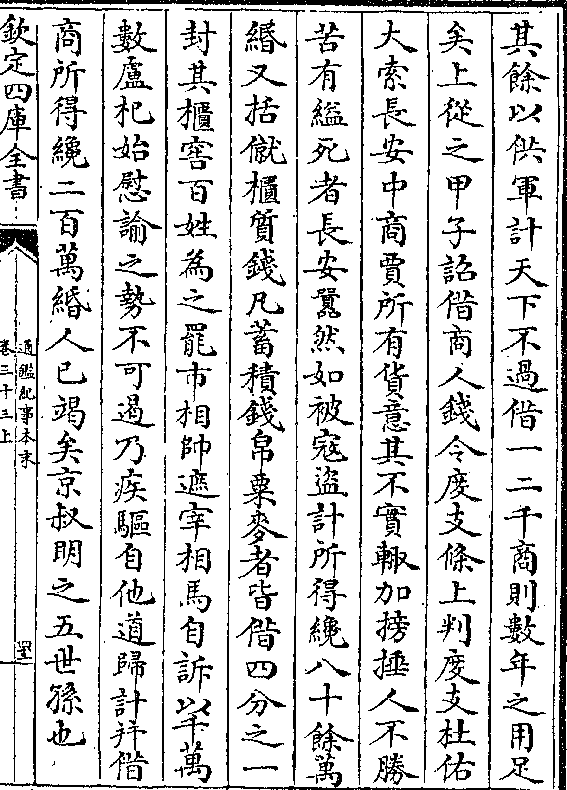 其餘以供軍計天下不過借一二千商則數年之用足
矣上從之甲子詔借商人錢令度支條上判度支杜佑
大索長安中商賈所有貨意其不實輙加搒捶人不勝
苦有縊死者長安囂然如被寇盜計所得纔八十餘萬
緡又括僦櫃質錢凡蓄積錢帛粟麥者皆借四分之一
封其櫃窖百姓為之罷市相帥遮宰相馬自訴以千萬
數盧杞始慰諭之勢不可遏乃疾驅自他道歸計并借
商所得纔二百萬緡人已竭矣京叔明之五世孫也
欽定四庫全書
通鑑紀事本末
卷三十三上